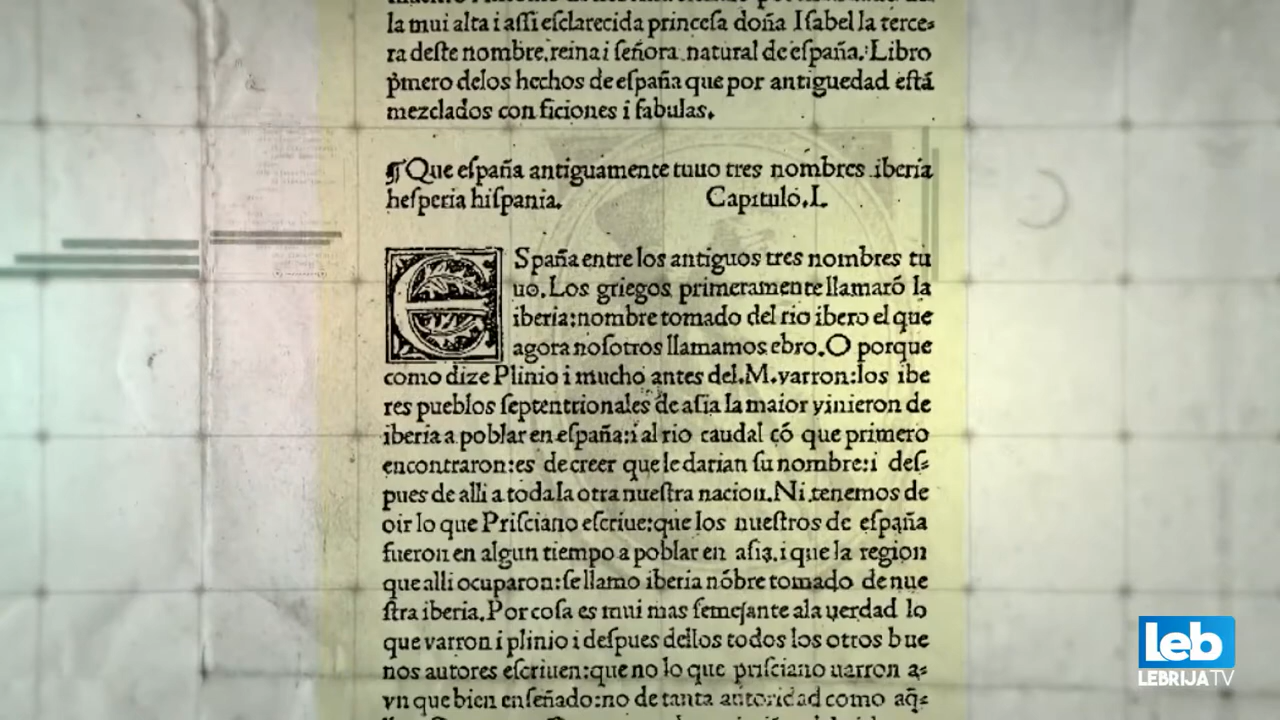 la mui alta i assi esclarecida princesa doña Isabel la terce⸗
ra deste nombre.reina i señora natural de españa. Libro
p̃mero delos hechos de españa que por antiguedad está
mezclados con ficiones i fabulas.
¶ Que españa antiguamente tuuo tres nombres iberia
hesperia hispania. Capitulo.I.
ESpaña entre los antiguos tres nombres tu
uo. Los griegos primeramente llamarõ la
iberia:nombre tomado del rio ibero el que
agora nosotros llamamos ebro. O porque
como dize Plinio i mucho antes del.M.varron:los ibe
res pueblos septentrionales de asia la maior vinieron de
iberia a poblar en españa:i al rio caudal cõ que primero
encontraron:es de creer que le darian su nombre:i des⸗
pues de alli a toda la otra nuestra nacion. Ni tenemos de
oir lo que Prisciano escriue:que los nuestros de españa
fueron en algun tiempo a poblar en asia.i que la region
que alli ocuparon:se llamo iberia nõbre tomado de nue
stra iberia. Por cosa es mui mas semejante ala verdad lo
que varron i plinio i despues dellos todos los otros bue
nos autores escriuen:que no lo que prisciano uarron a⸗
vn que bien enseñado:no de tanta autoridad como aq̃⸗
leb
LEBRIJA TV